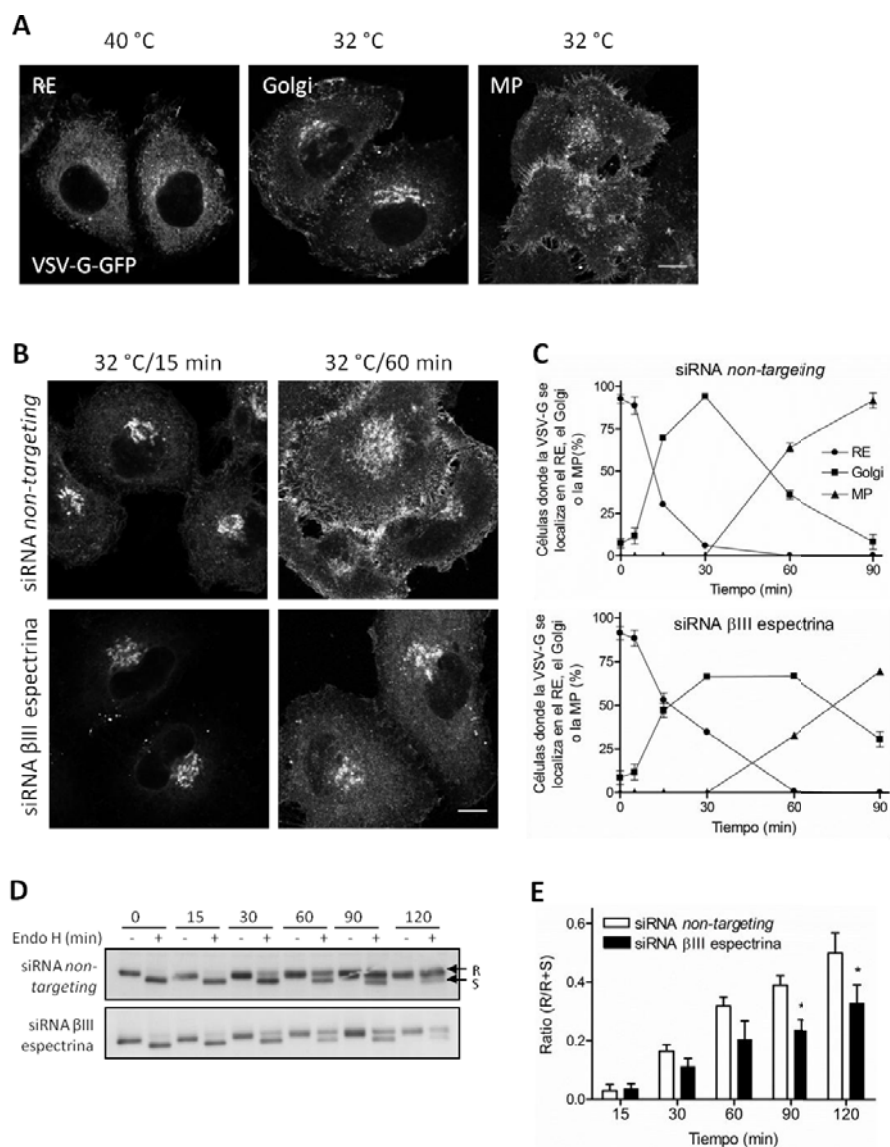 A
40 °C
32 °C
32 °C
RE
VSV-G-GFP
Golgi
MP
B
32 °C/15 min
32 °C/60 min
siRNA non-targeting
siRNA βIII espectrina
C
siRNA non-targeting
Células donde la VSV-G se
localiza en el RE, el Golgi
o la MP(%)
100
75
50
25
0
RE
Golgi
MP
0
30
60
90
Tiempo (min)
siRNA βIII espectrina
Células donde la VSV-G se
localiza en el RE, el Golgi
o la MP (%)
100
75
50
25
0
0
30
60
90
Tiempo (min)
D
0 15 30 60 90 120
Endo H (min) - + - + - + - + - + - +
siRNA non-
targeting
R
S
siRNA βIII
espectrina
E
siRNA non-targeting
siRNA βIII espectrina
Ratio (R/R+S)
0.6
0.4
0.2
0.0
* *
15 30 60 90 120
Tiempo (min)